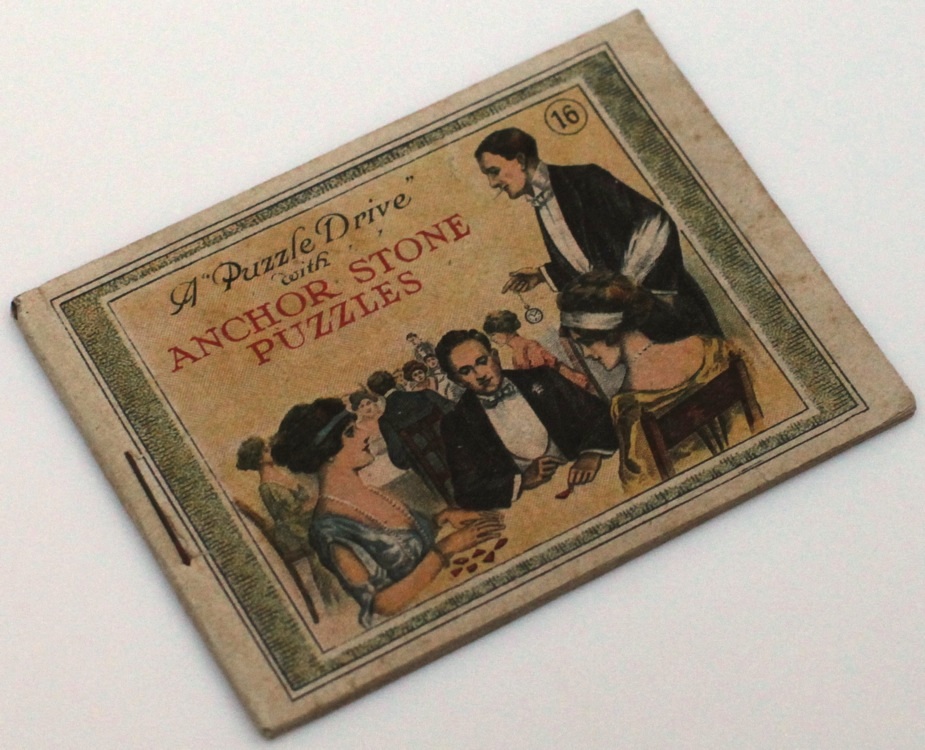 16
A "Puzzle Drive"
with
ANCHOR STONE
PUZZLES